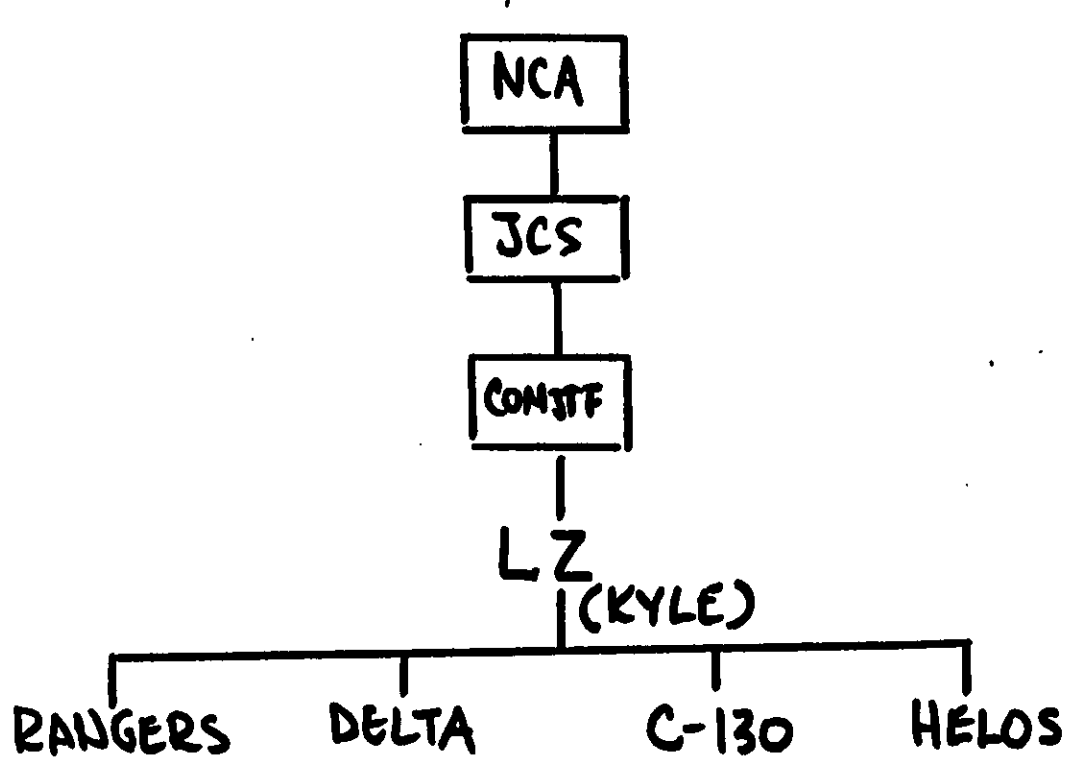 NCA
JCS
COMJTF
LZ
(KYLE)
RANGERS DELTA C-130 HELOS